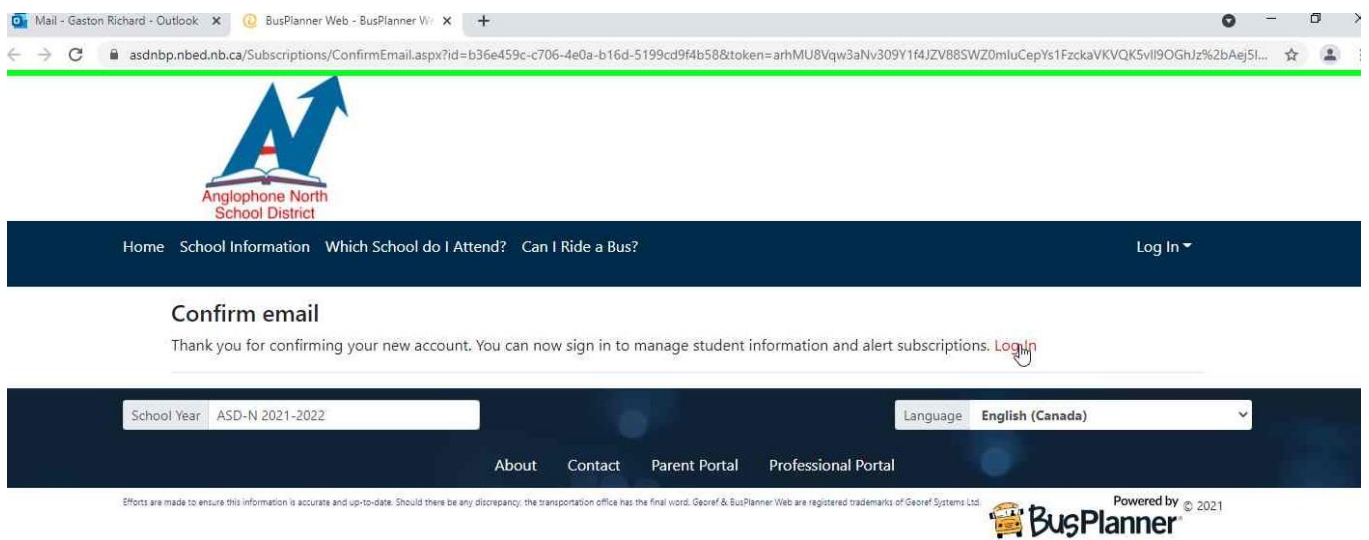 Mail - Gaston Richard - Outlook
BusPlanner Web - BusPlanner W
asdnbp.nbed.nb.ca/Subscriptions/ConfirmEmail.aspx?id=b36e459c-c706-4e0a-b16d-5199cd9f4b58&token=arhMU8Vqw3aNv309Y1f4JZV88SWZ0mIuCepYs1FzckaVKVQK5vII9OGhJz%2bAej5I...
Anglophone North
School District
Home School Information Which School do I Attend? Can I Ride a Bus? Log In
Confirm email
Thank you for confirming your new account. You can now sign in to manage student information and alert subscriptions. Log In
School Year ASD-N 2021-2022 Language English (Canada)
About Contact Parent Portal Professional Portal
Efforts are made to ensure this information is accurate and up-to-date. Should there be any discrepancy, the transportation office has the final word. Georef & BusPlanner Web are registered trademarks of Georef Systems Ltd.
Powered by © 2021
BusPlanner